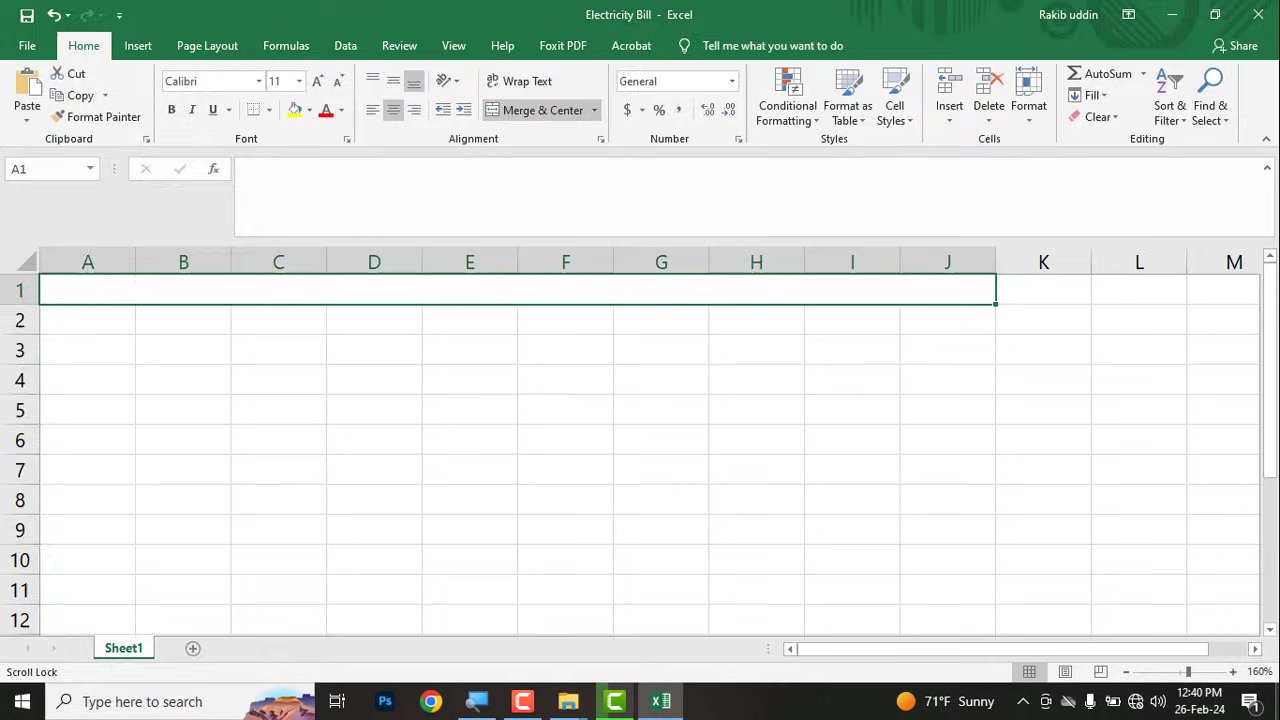 Electricity Bill - Excel
Rakib uddin
File Home Insert Page Layout Formulas Data Review View Help Foxit PDF Acrobat Tell me what you want to do Share
Paste
Cut
Copy
Format Painter
Clipboard
Calibri 11
B I U A
Font
Wrap Text
Merge & Center
Alignment
General
$ % ,
Number
Conditional Formatting
Format as Table
Cell Styles
Styles
Insert
Delete
Format
Cells
AutoSum
Fill
Clear
Sort & Filter
Find & Select
Editing
A1 fx
A B C D E F G H I J K L M
1
2
3
4
5
6
7
8
9
10
11
12
Sheet1
Scroll Lock
160%
Type here to search
Ps
71°F Sunny
12:40 PM
26-Feb-24
1